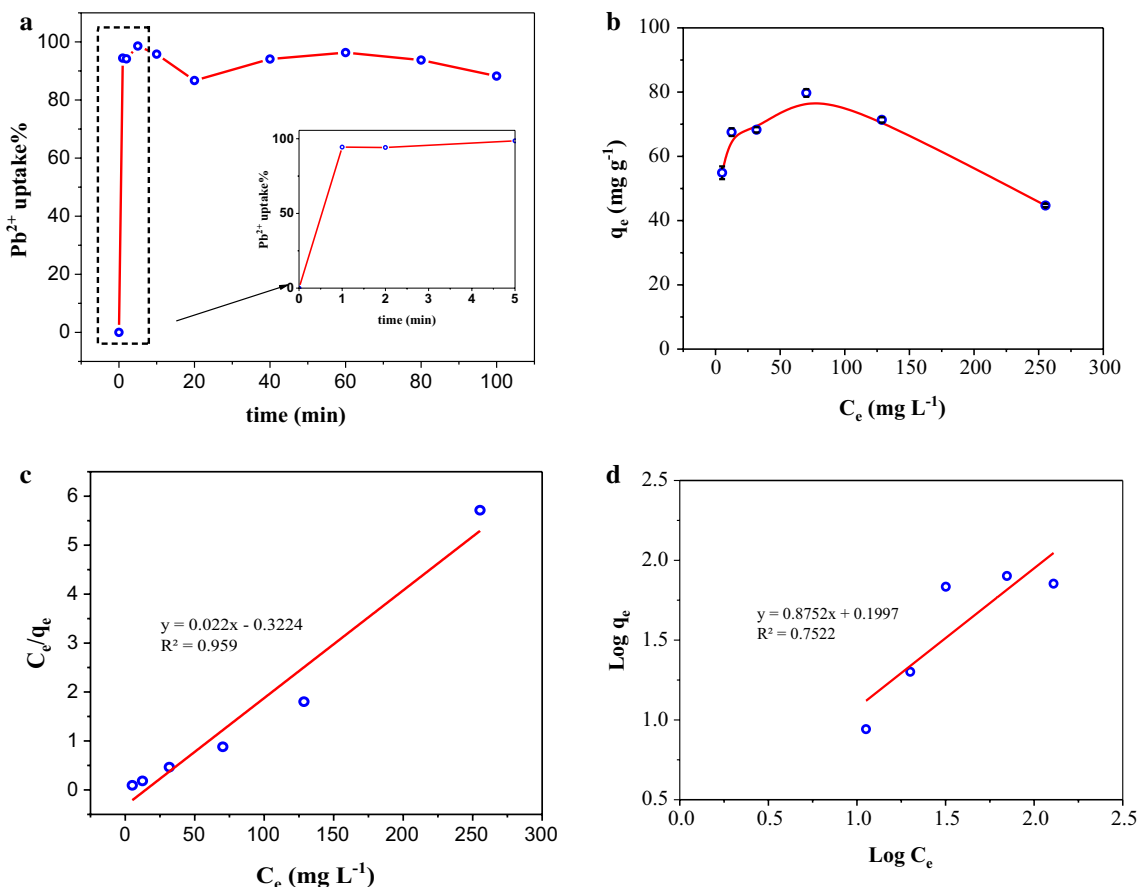 a
Pb²⁺ uptake%
100
80
60
40
20
0
0 20 40 60 80 100
time (min)
Pb²⁺ uptake%
100
50
0
0 1 2 3 4 5
time (min)
b
qₑ (mg g⁻¹)
100
80
60
40
20
0
0 50 100 150 200 250 300
Cₑ (mg L⁻¹)
c
Cₑ/qₑ
6
5
4
3
2
1
0
y = 0.022x - 0.3224
R² = 0.959
0 50 100 150 200 250 300
Cₑ (mg L⁻¹)
d
Log qₑ
2.5
2.0
1.5
1.0
0.5
y = 0.8752x + 0.1997
R² = 0.7522
0.0 0.5 1.0 1.5 2.0 2.5
Log Cₑ